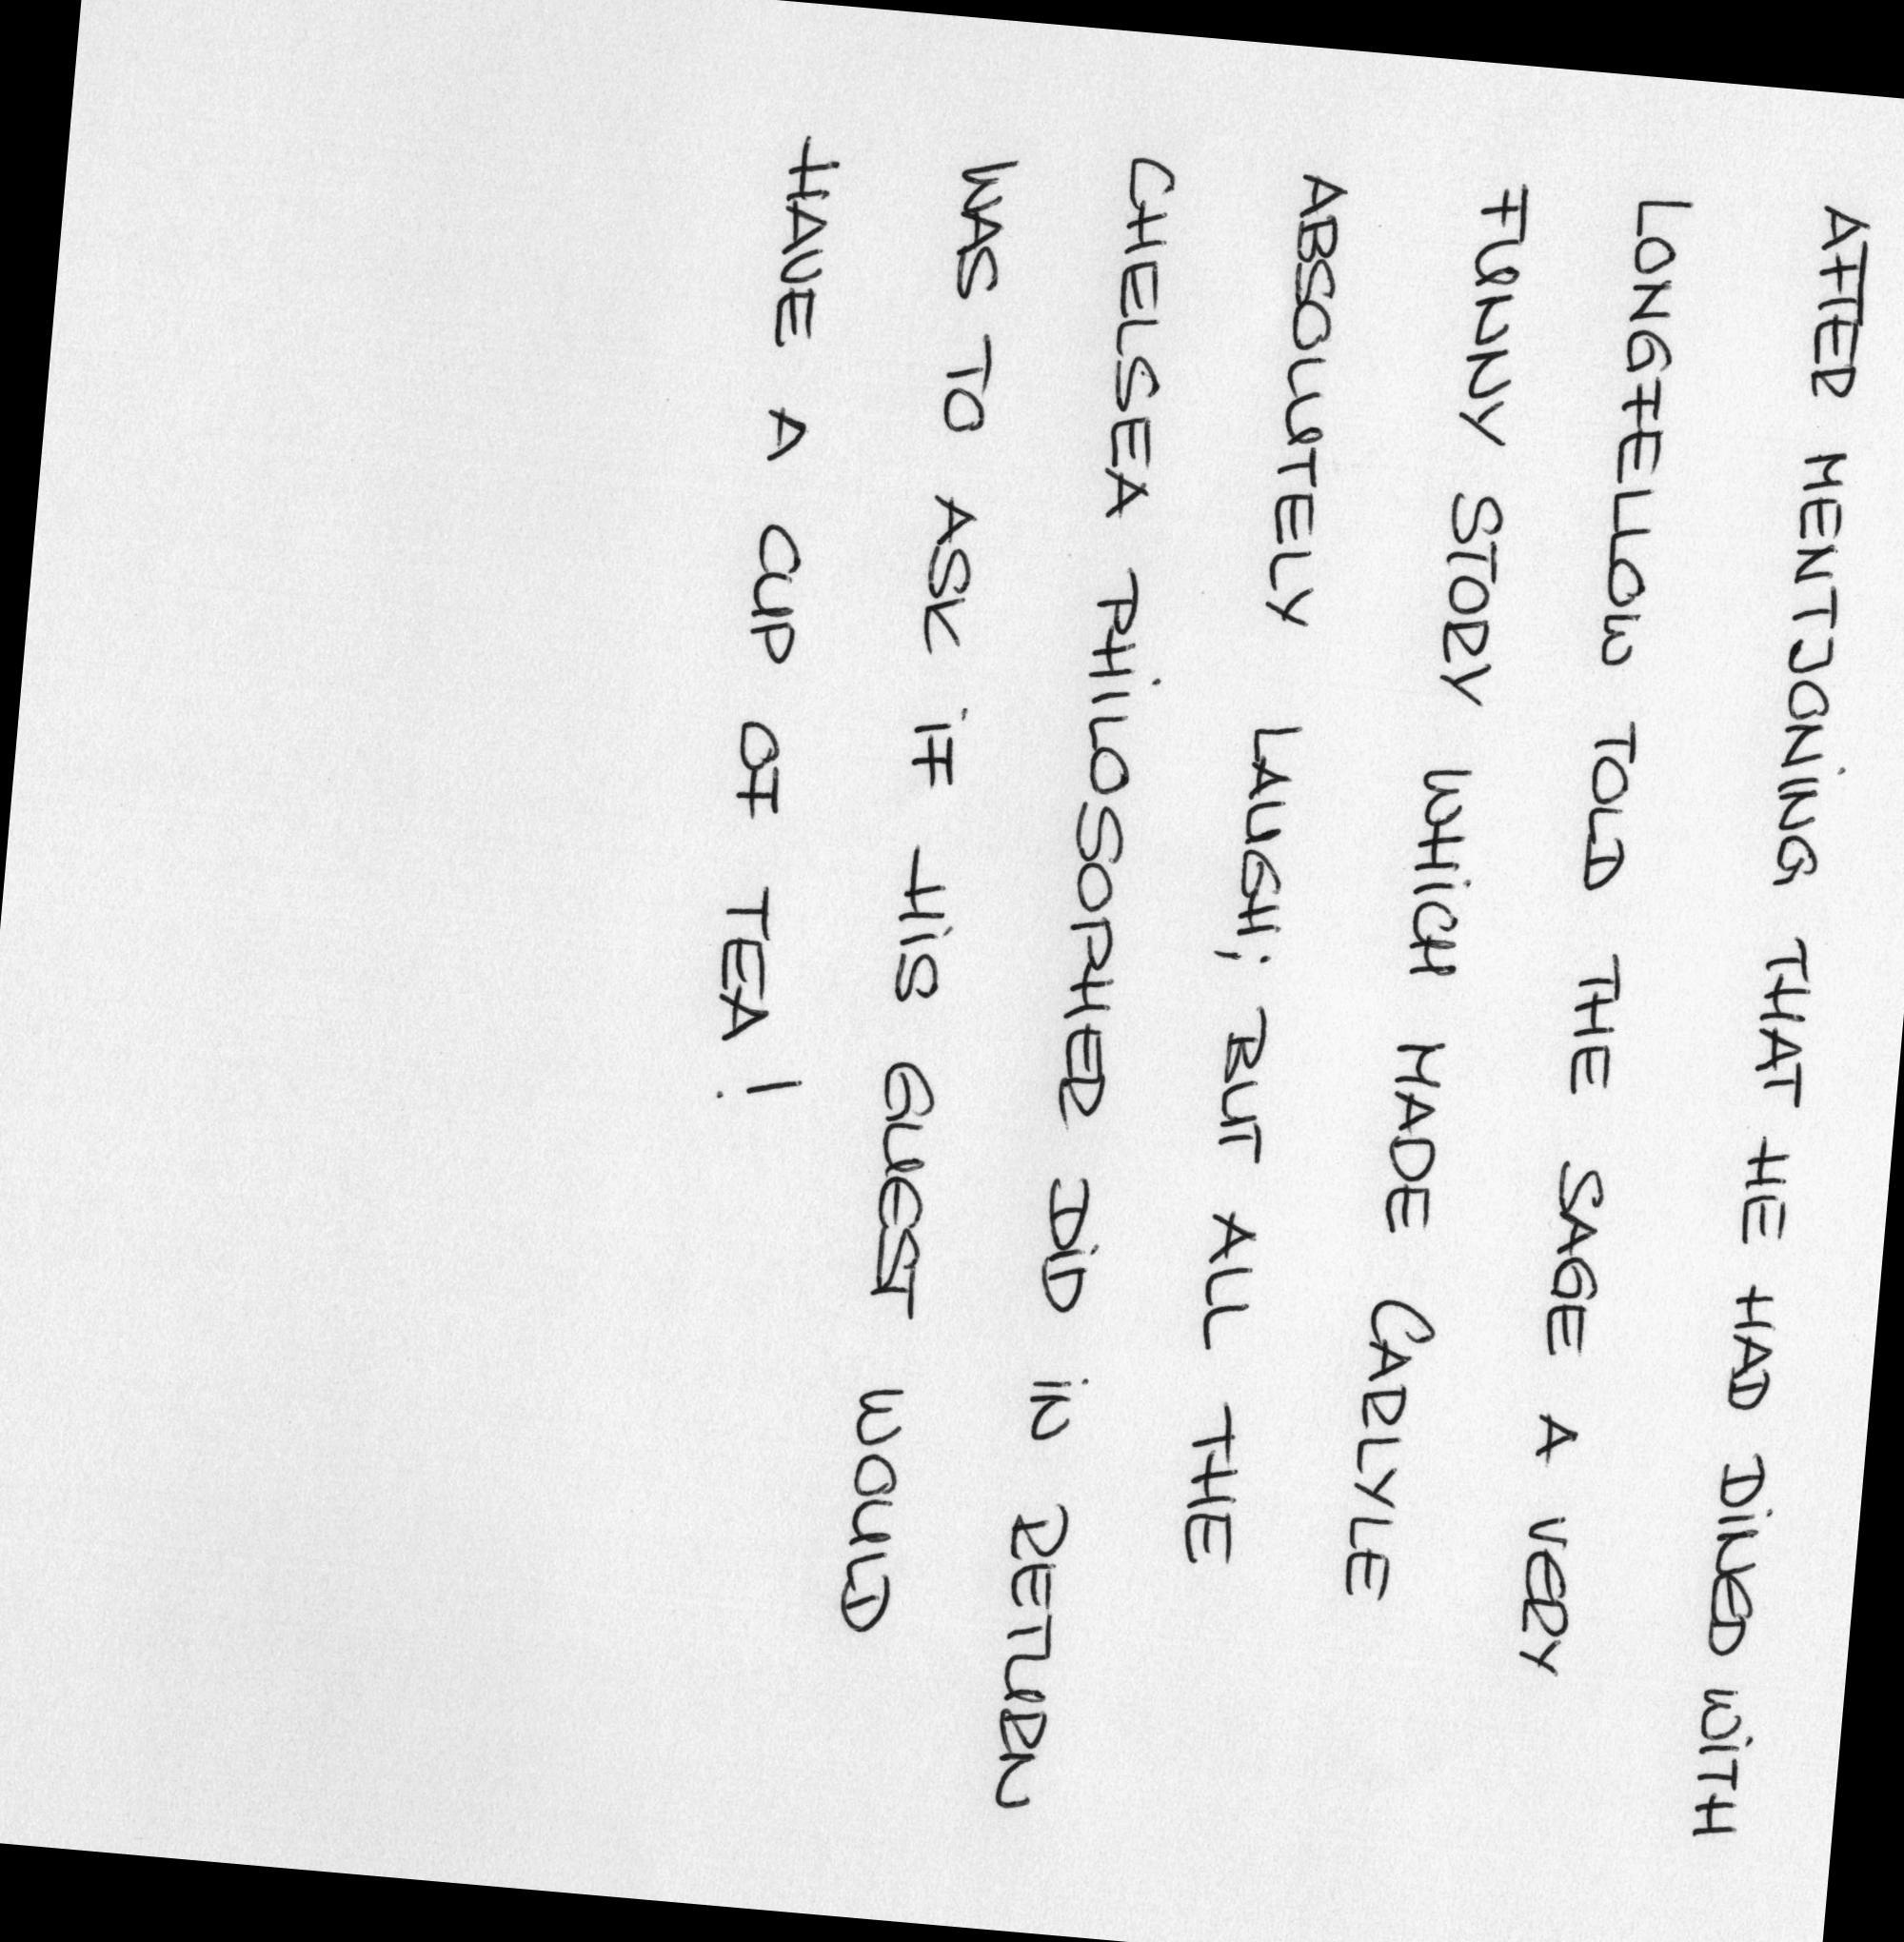 AFTER MENTIONING THAT HE HAD DINED WITH
LONGFELLOW TOLD THE SAGE A VERY
FUNNY STORY WHICH MADE CARLYLE
ABSOLUTELY LAUGH; BUT ALL THE
CHELSEA PHILOSOPHER DID IN RETURN
WAS TO ASK IF HIS GUEST WOULD
HAVE A CUP OF TEA!